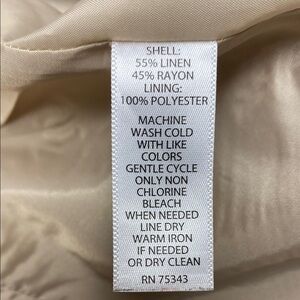 SHELL:
55% LINEN
45% RAYON
LINING:
100% POLYESTER
MACHINE
WASH COLD
WITH LIKE
COLORS
GENTLE CYCLE
ONLY NON
CHLORINE
BLEACH
WHEN NEEDED
LINE DRY
WARM IRON
IF NEEDED
OR DRY CLEAN
RN 75343